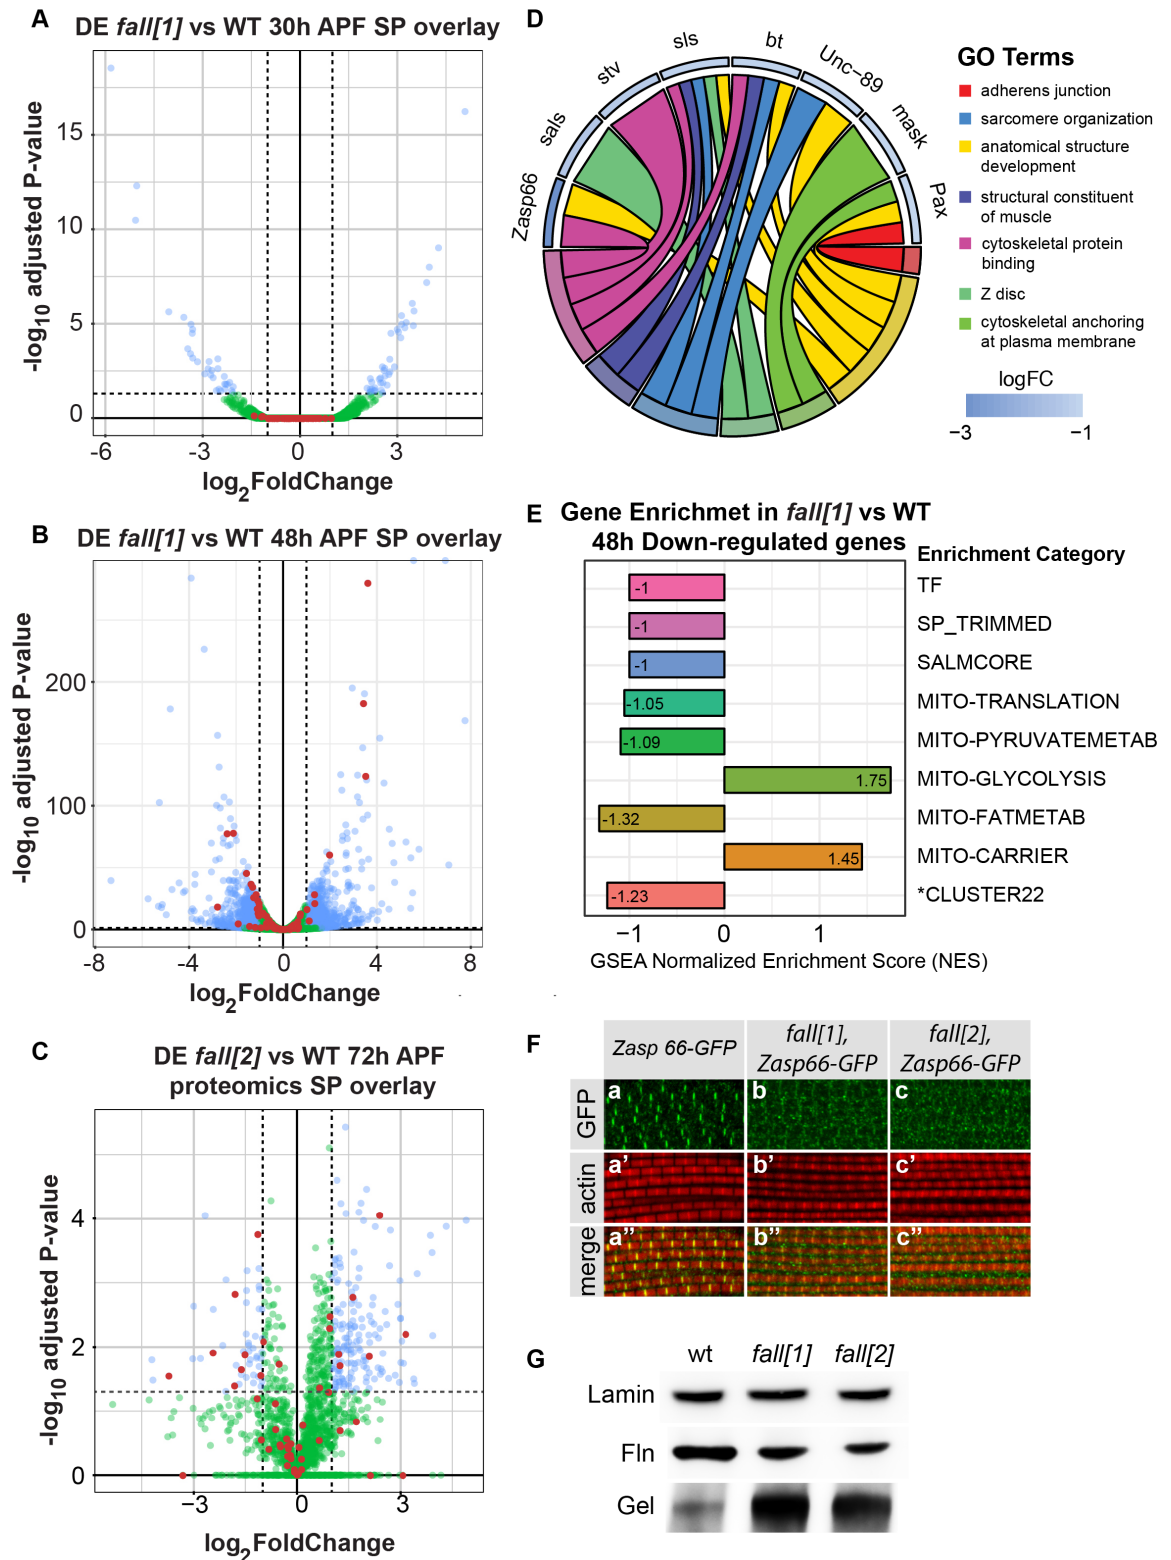 A
DE fall[1] vs WT 30h APF SP overlay
-log10 adjusted P-value
15
10
5
0
-6
-3
0
3
log2FoldChange
B
DE fall[1] vs WT 48h APF SP overlay
-log10 adjusted P-value
200
100
0
-8
-4
0
4
8
log2FoldChange
C
DE fall[2] vs WT 72h APF
proteomics SP overlay
-log10 adjusted P-value
4
2
0
−3
0
3
log2FoldChange
D
Zasp66
sals
stv
sls
bt
Unc−89
mask
Pax
GO Terms
adherens junction
sarcomere organization
anatomical structure
development
structural constituent
of muscle
cytoskeletal protein
binding
Z disc
cytoskeletal anchoring
at plasma membrane
logFC
−3
−1
E
Gene Enrichmet in fall[1] vs WT
48h Down-regulated genes
Enrichment Category
-1
TF
-1
SP_TRIMMED
-1
SALMCORE
-1.05
MITO-TRANSLATION
-1.09
MITO-PYRUVATEMETAB
1.75
MITO-GLYCOLYSIS
-1.32
MITO-FATMETAB
1.45
MITO-CARRIER
-1.23
*CLUSTER22
−1
0
1
GSEA Normalized Enrichment Score (NES)
F
Zasp 66-GFP
fall[1],
Zasp66-GFP
fall[2],
Zasp66-GFP
GFP
a
b
c
actin
a’
b’
c’
merge
a”
b”
c”
G
wt
fall[1]
fall[2]
Lamin
Fln
Gel